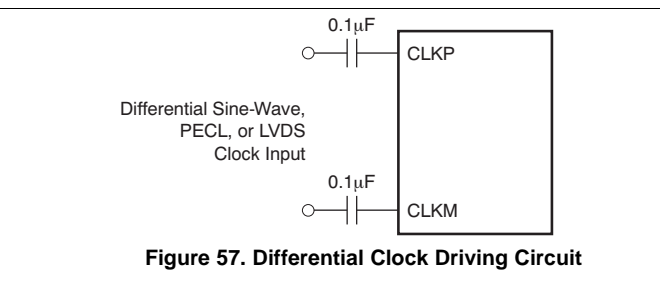 0.1μF
CLKP
Differential Sine-Wave,
PECL, or LVDS
Clock Input
0.1μF
CLKM
Figure 57. Differential Clock Driving Circuit